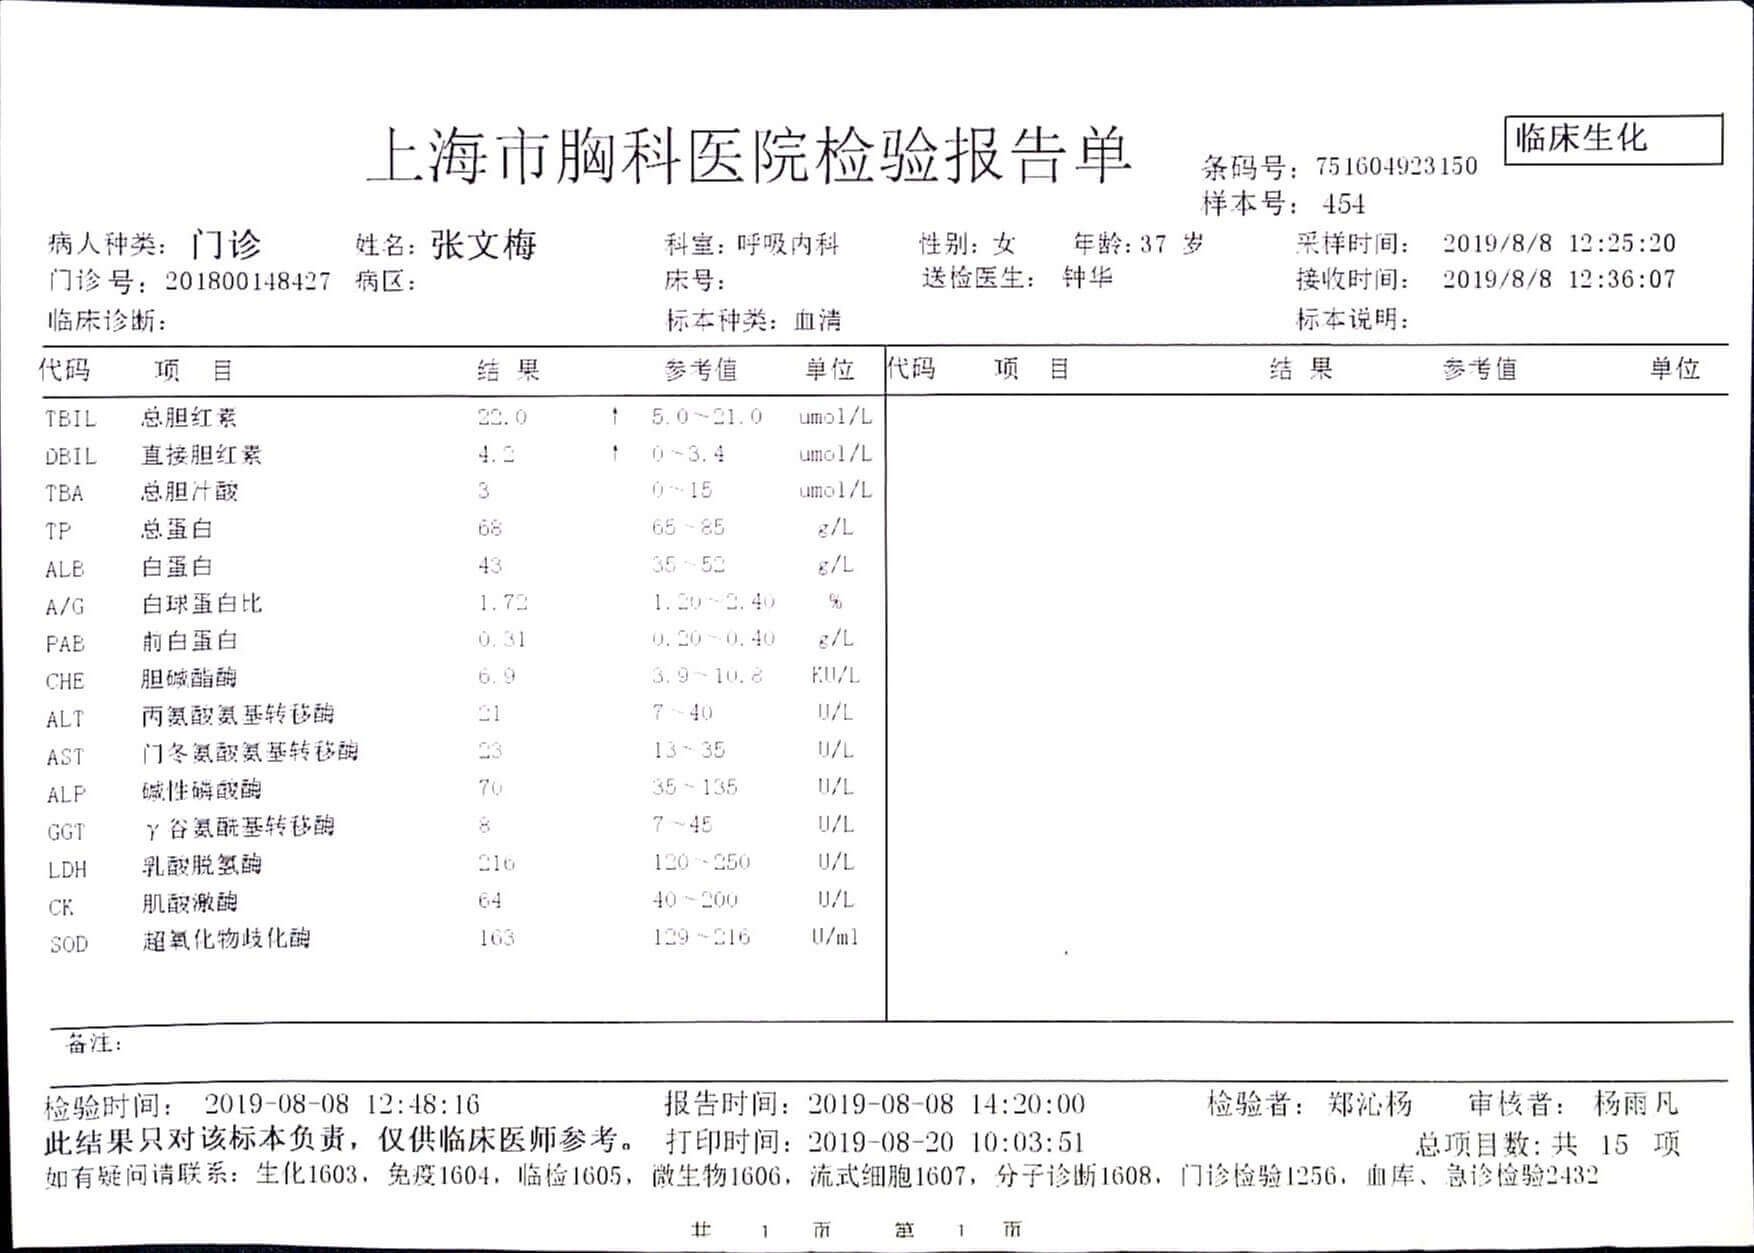 临床生化
上海市胸科医院检验报告单
条码号: 751604923150
样本号: 454
病人种类: 门诊 姓名: 张文梅 科室: 呼吸内科 性别: 女 年龄: 37 岁 采样时间: 2019/8/8 12:25:20
门诊号: 201800148427 病区: 床号: 送检医生: 钟华 接收时间: 2019/8/8 12:36:07
临床诊断: 标本种类: 血清 标本说明:
代码 项目 结果 参考值 单位 代码 项目 结果 参考值 单位
TBIL 总胆红素 22.0 ↑ 5.0~21.0 umol/L
DBIL 直接胆红素 4.2 ↑ 0~3.4 umol/L
TBA 总胆汁酸 3 0~15 umol/L
TP 总蛋白 68 65~85 g/L
ALB 白蛋白 43 35~52 g/L
A/G 白球蛋白比 1.72 1.20~2.40 %
PAB 前白蛋白 0.31 0.20~0.40 g/L
CHE 胆碱酯酶 6.9 3.9~10.8 KU/L
ALT 丙氨酸氨基转移酶 21 7~40 U/L
AST 门冬氨酸氨基转移酶 23 13~35 U/L
ALP 碱性磷酸酶 70 35~135 U/L
GGT γ谷氨酰基转移酶 8 7~45 U/L
LDH 乳酸脱氢酶 216 120~250 U/L
CK 肌酸激酶 64 40~200 U/L
SOD 超氧化物歧化酶 163 129~216 U/ml
备注:
检验时间: 2019-08-08 12:48:16 报告时间: 2019-08-08 14:20:00 检验者: 郑沁杨 审核者: 杨雨凡
此结果只对该标本负责，仅供临床医师参考。 打印时间: 2019-08-20 10:03:51 总项目数: 共 15 项
如有疑问请联系: 生化1603, 免疫1604, 临检1605, 微生物1606, 流式细胞1607, 分子诊断1608, 门诊检验1256, 血库、急诊检验2432
共 1 页 第 1 页